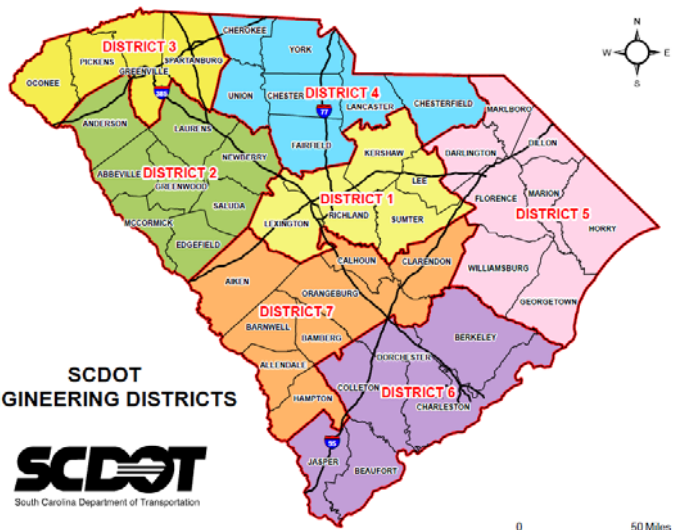 CHEROKEE
YORK
DISTRICT 3
PICKENS
SPARTANBURG
GREENVILLE
OCONEE
385
UNION
CHESTER
DISTRICT 4
LANCASTER
CHESTERFIELD
77
MARLBORO
ANDERSON
LAURENS
DILLON
FAIRFIELD
NEWBERRY
KERSHAW
DARLINGTON
ABBEVILLE
DISTRICT 2
GREENWOOD
LEE
MARION
FLORENCE
DISTRICT 1
SALUDA
RICHLAND
SUMTER
DISTRICT 5
MCCORMICK
LEXINGTON
HORRY
EDGEFIELD
CALHOUN
CLARENDON
WILLIAMSBURG
AIKEN
ORANGEBURG
GEORGETOWN
DISTRICT 7
BARNWELL
BAMBERG
BERKELEY
DORCHESTER
ALLENDALE
COLLETON
DISTRICT 6
HAMPTON
CHARLESTON
95
JASPER
BEAUFORT
N
W E
S
SCDOT
GINEERING DISTRICTS
SCDOT
South Carolina Department of Transportation
0 50 Miles